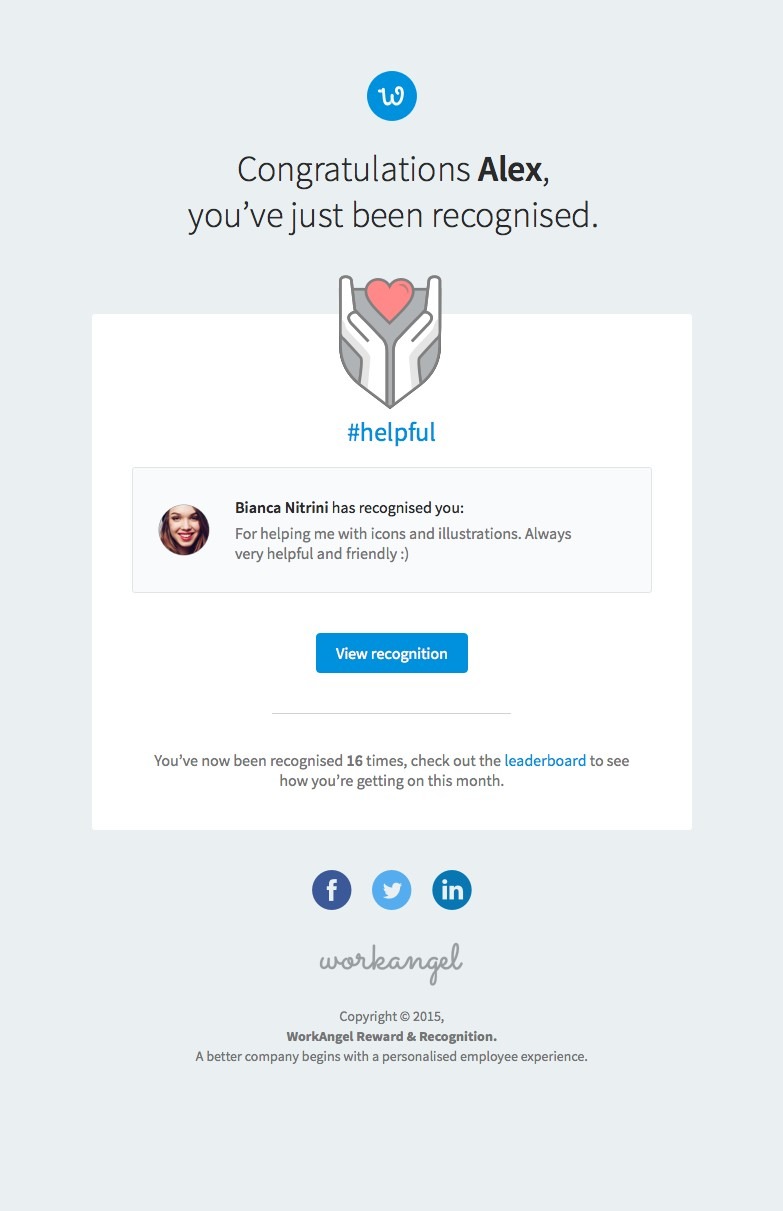 w
Congratulations Alex,
you’ve just been recognised.
#helpful
Bianca Nitrini has recognised you:
For helping me with icons and illustrations. Always
very helpful and friendly :)
View recognition
You’ve now been recognised 16 times, check out the leaderboard to see
how you’re getting on this month.
f in
workangel
Copyright © 2015,
WorkAngel Reward & Recognition.
A better company begins with a personalised employee experience.